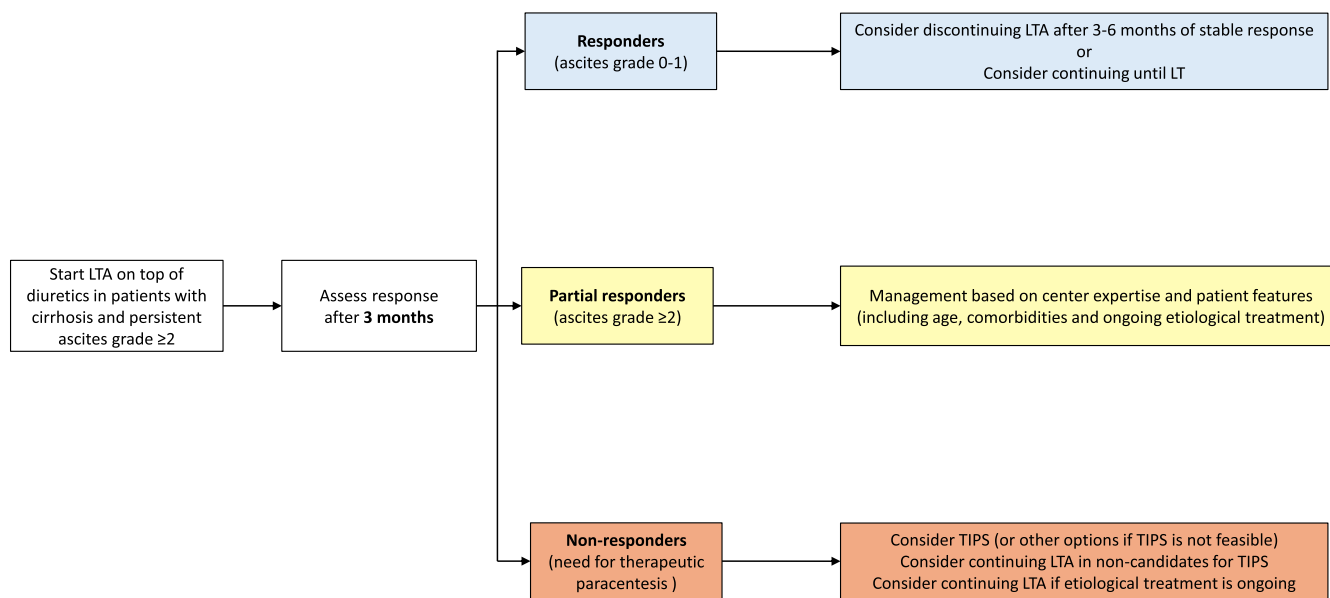 Start LTA on top of
diuretics in patients with
cirrhosis and persistent
ascites grade ≥2
Assess response
after 3 months
Responders
(ascites grade 0-1)
Consider discontinuing LTA after 3-6 months of stable response
or
Consider continuing until LT
Partial responders
(ascites grade ≥2)
Management based on center expertise and patient features
(including age, comorbidities and ongoing etiological treatment)
Non-responders
(need for therapeutic
paracentesis )
Consider TIPS (or other options if TIPS is not feasible)
Consider continuing LTA in non-candidates for TIPS
Consider continuing LTA if etiological treatment is ongoing